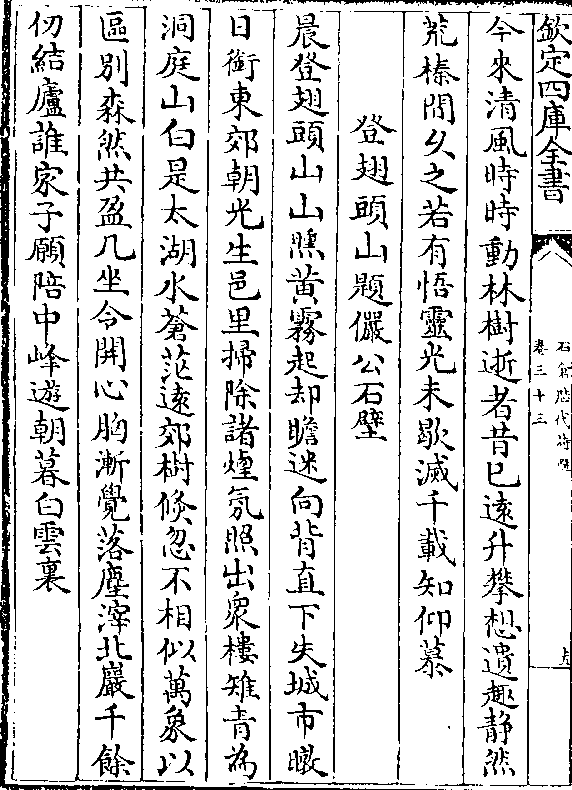 欽定四庫全書
石倉歷代詩選
卷三十三
今來清風時時動林樹逝者昔已遠升攀想遺趣静然
荒榛間久之若有悟靈光未歇滅千載知仰慕
登翅頭山題儼公石壁
晨登翅頭山山曛黄霧起却瞻迷向背直下失城市暾
日銜東郊朝光生邑里掃除諸煙氛照出衆樓雉青為
洞庭山白是太湖水蒼茫遠郊樹倐忽不相似萬象以
區别森然共盈几坐令開心胸漸覺落塵滓北巖千餘
仞結廬誰家子願陪中峰遊朝暮白雲裏